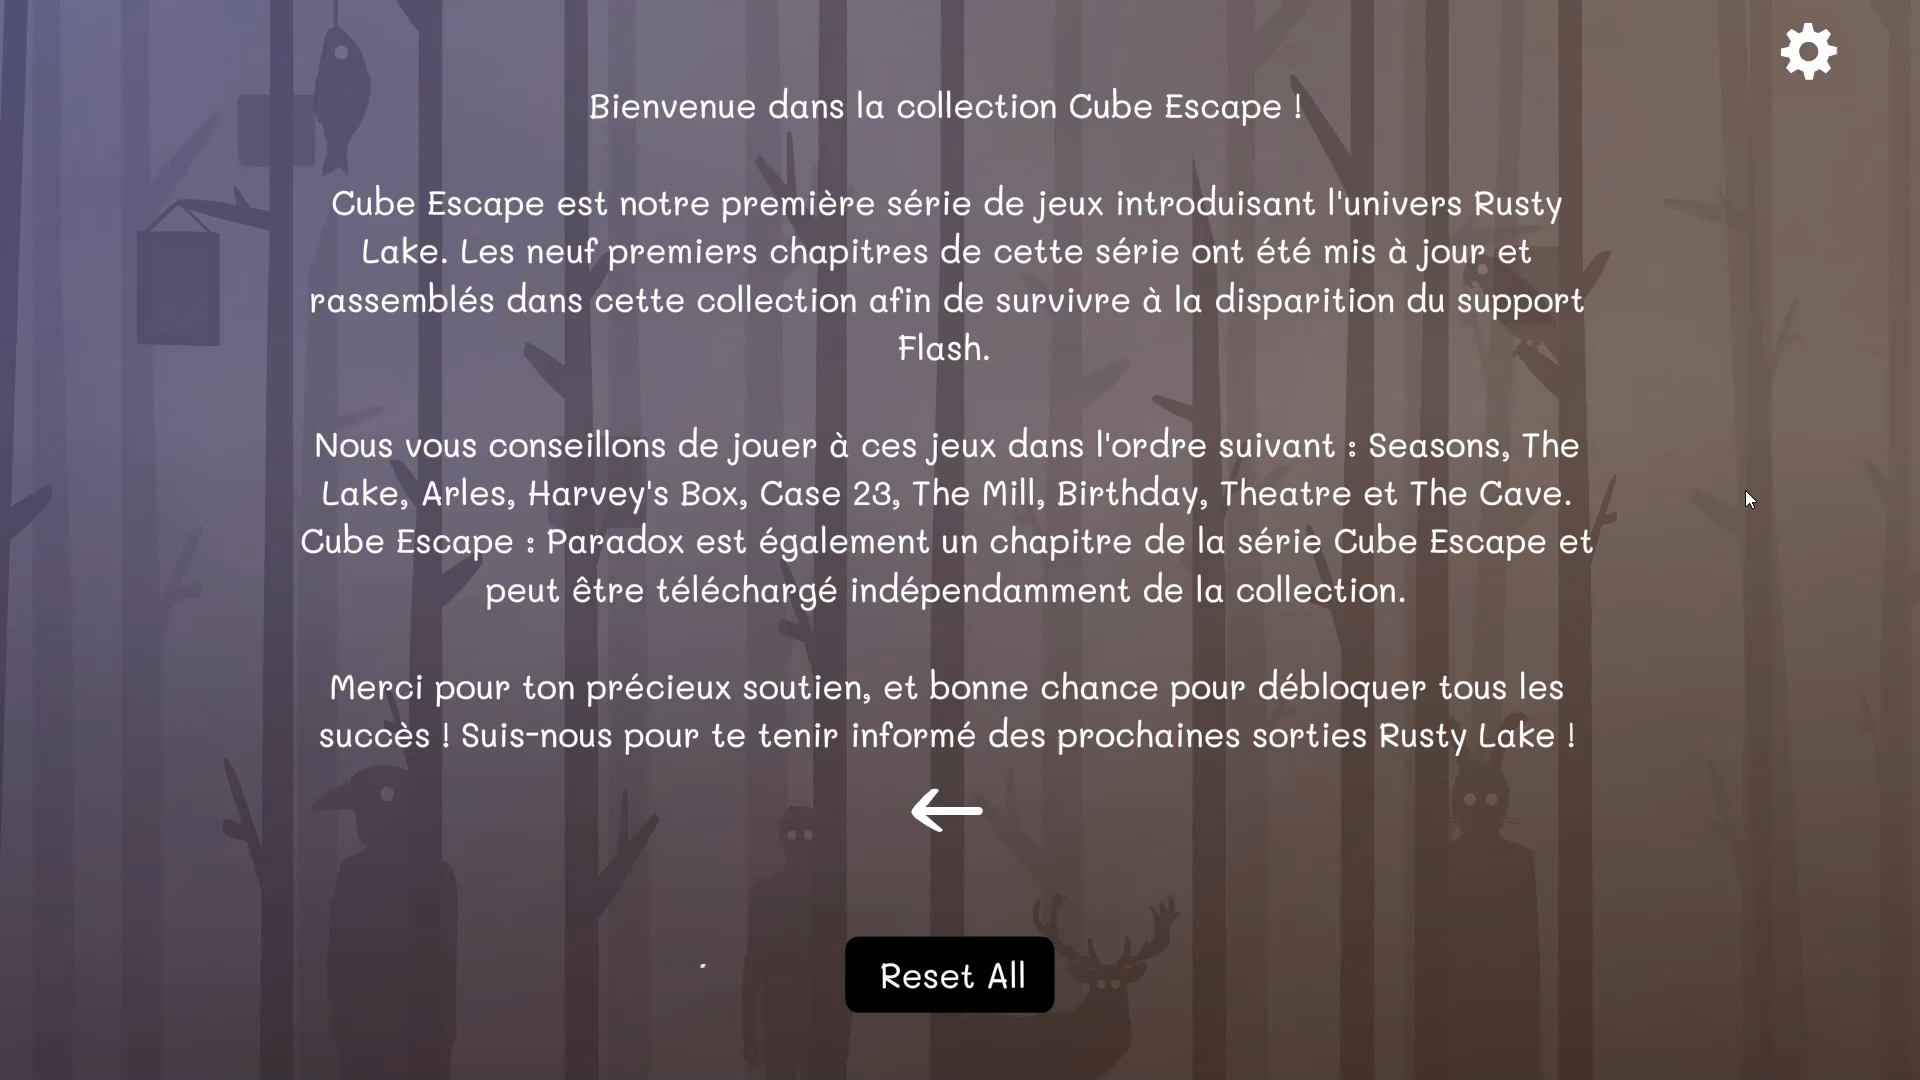 Bienvenue dans la collection Cube Escape !
Cube Escape est notre première série de jeux introduisant l'univers Rusty
Lake. Les neuf premiers chapitres de cette série ont été mis à jour et
rassemblés dans cette collection afin de survivre à la disparition du support
Flash.
Nous vous conseillons de jouer à ces jeux dans l'ordre suivant : Seasons, The
Lake, Arles, Harvey's Box, Case 23, The Mill, Birthday, Theatre et The Cave.
Cube Escape : Paradox est également un chapitre de la série Cube Escape et
peut être téléchargé indépendamment de la collection.
Merci pour ton précieux soutien, et bonne chance pour débloquer tous les
succès ! Suis-nous pour te tenir informé des prochaines sorties Rusty Lake !
Reset All